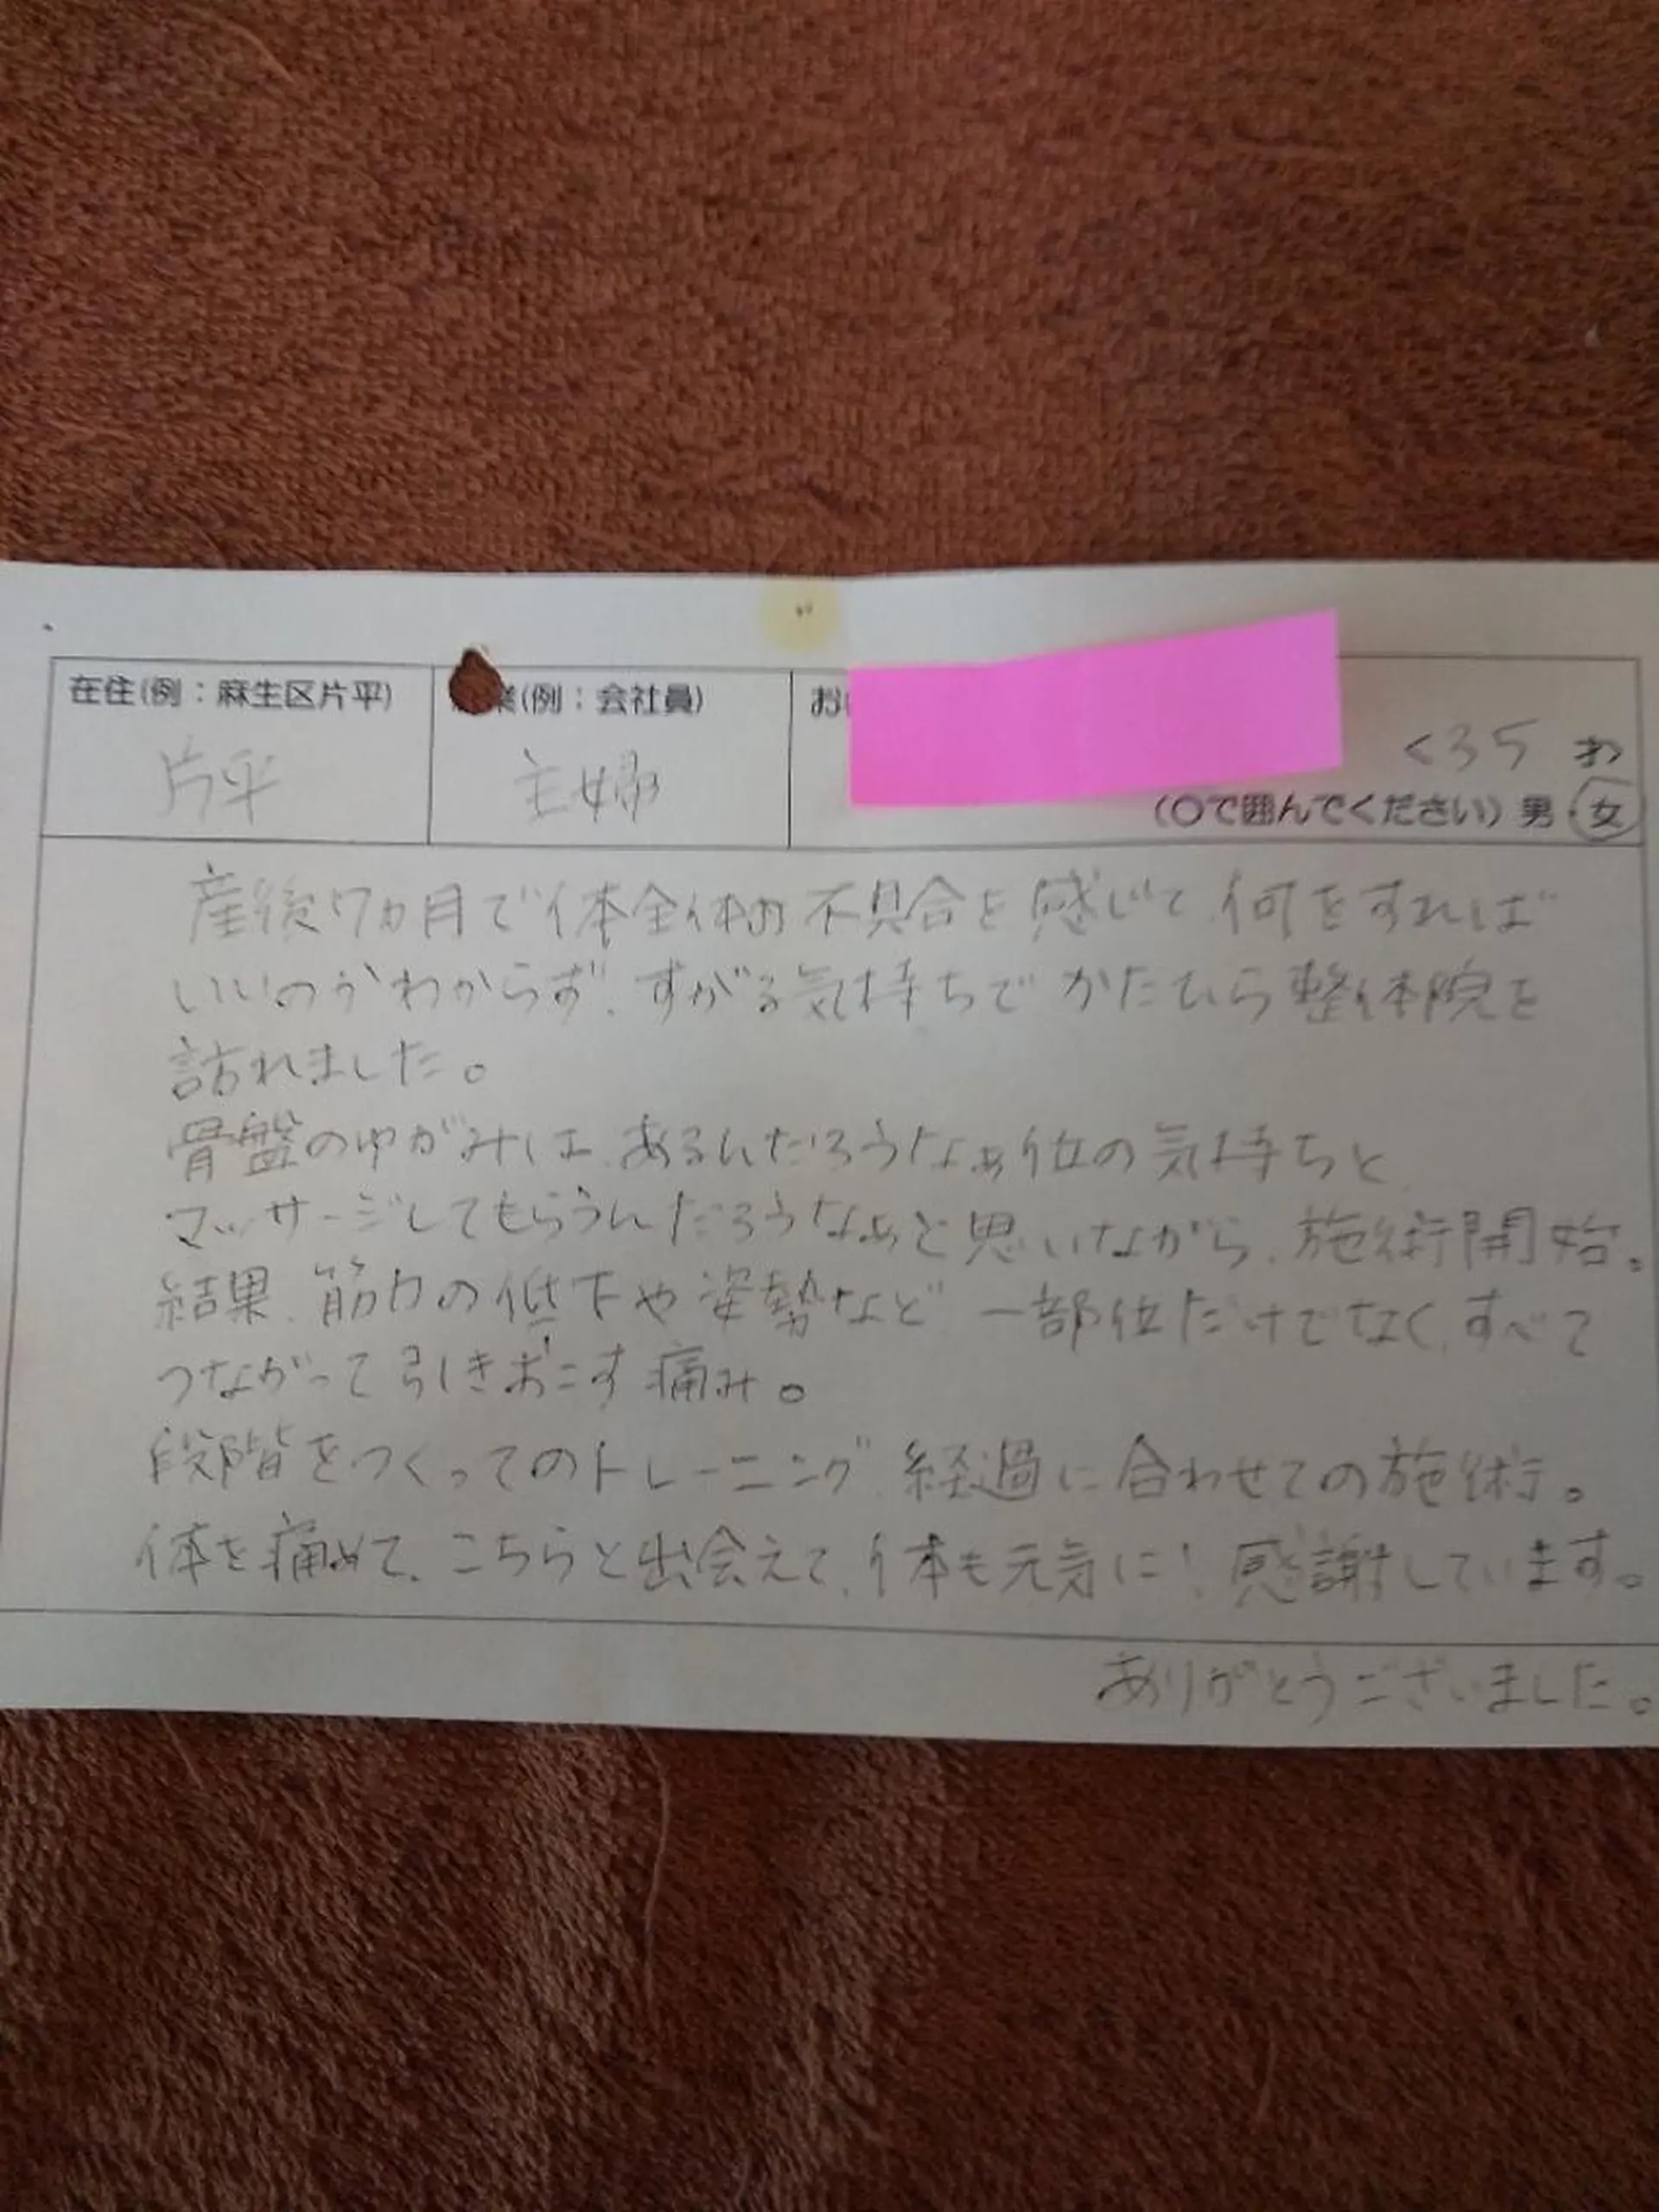 在住(例：麻生区片平)
業(例：会社員)
お
片平
主婦
35 才
(○で囲んでください) 男・女
産後7ヵ月で体全体の不具合を感じて、何をすれば
いいのかわからず、すがる気持ちでかたひら整体院を
訪れました。
骨盤のゆがみは、あるんだろうなぁ位の気持ちと
マッサージしてもらうんだろうなぁと思いながら、施術開始。
結果、筋力の低下や姿勢など、一部位だけでなく、すべて
つながって引きおこす痛み。
段階をつくってのトレーニング、経過に合わせての施術。
体を痛めて、こちらと出会えて、体も元気に！感謝しています。
ありがとうございました。